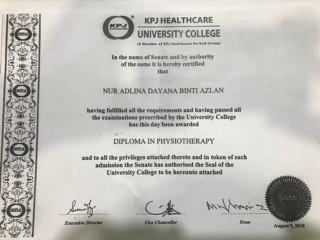 KPJ
KPJ HEALTHCARE
UNIVERSITY COLLEGE
(A Member of KPJ Healthcare Berhad Group)
In the name of Senate and by authority
of the same it is hereby certified
that
NUR ADLINA DAYANA BINTI AZLAN
having fulfilled all the requirements and having passed all
the examinations prescribed by the University College
has this day been awarded
DIPLOMA IN PHYSIOTHERAPY
and to all the privileges attached thereto and in token of such
admission the Senate has authorised the Seal of the
University College to be hereunto attached
Executive Director
Vice Chancellor
Dean
August 9, 2018